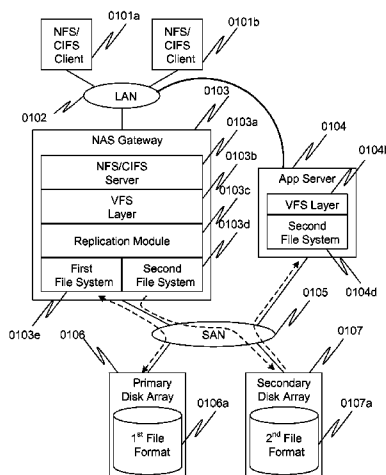 0101a
0101b
NFS/
CIFS
Client
NFS/
CIFS
Client
0102
LAN
0103
NAS Gateway
0103a
NFS/CIFS
Server
0103b
VFS
Layer
0103c
Replication Module
0103d
First
File System
Second
File System
0103e
0104
App Server
0104b
VFS Layer
Second
File System
0104d
0105
SAN
0106
Primary
Disk Array
0106a
1st File
Format
0107
Secondary
Disk Array
0107a
2nd File
Format